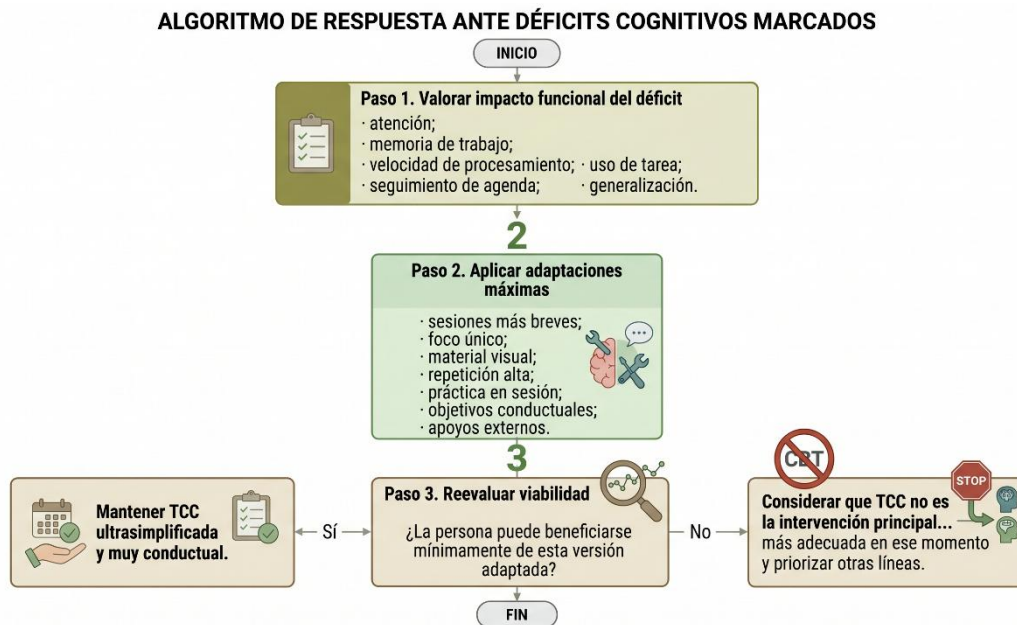 ALGORITMO DE RESPUESTA ANTE DÉFICITS COGNITIVOS MARCADOS
INICIO
Paso 1. Valorar impacto funcional del déficit
· atención;
· memoria de trabajo;
· velocidad de procesamiento; · uso de tarea;
· seguimiento de agenda; · generalización.
2
Paso 2. Aplicar adaptaciones
máximas
· sesiones más breves;
· foco único;
· material visual;
· repetición alta;
· práctica en sesión;
· objetivos conductuales;
· apoyos externos.
3
Paso 3. Reevaluar viabilidad
¿La persona puede beneficiarse
mínimamente de esta versión
adaptada?
Sí
Mantener TCC
ultrasimplificada
y muy conductual.
No
CBT
STOP
Considerar que TCC no es
la intervención principal...
más adecuada en ese momento
y priorizar otras líneas.
FIN